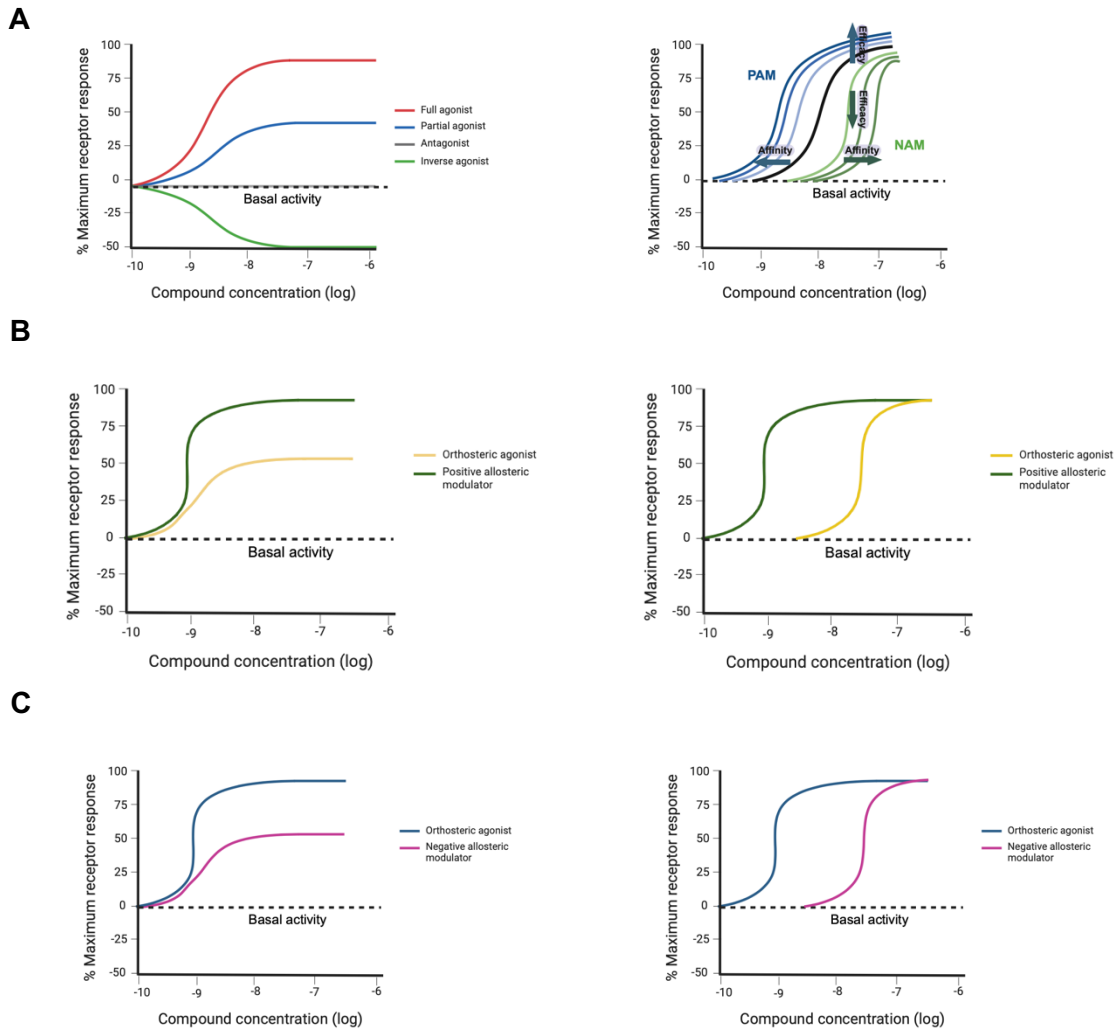 A
% Maximum receptor response
100
75
50
25
0
-25
-50
Basal activity
-10
-9
-8
-7
-6
Compound concentration (log)
Full agonist
Partial agonist
Antagonist
Inverse agonist
% Maximum receptor response
100
75
50
25
0
-25
-50
PAM
Efficacy
Efficacy
Affinity
Affinity
NAM
Basal activity
-10
-9
-8
-7
-6
Compound concentration (log)
B
% Maximum receptor response
100
75
50
25
0
-25
-50
Basal activity
-10
-9
-8
-7
-6
Compound concentration (log)
Orthosteric agonist
Positive allosteric
modulator
% Maximum receptor response
100
75
50
25
0
-25
-50
Basal activity
-10
-9
-8
-7
-6
Compound concentration (log)
Orthosteric agonist
Positive allosteric
modulator
C
% Maximum receptor response
100
75
50
25
0
-25
-50
Basal activity
-10
-9
-8
-7
-6
Compound concentration (log)
Orthosteric agonist
Negative allosteric
modulator
% Maximum receptor response
100
75
50
25
0
-25
-50
Basal activity
-10
-9
-8
-7
-6
Compound concentration (log)
Orthosteric agonist
Negative allosteric
modulator